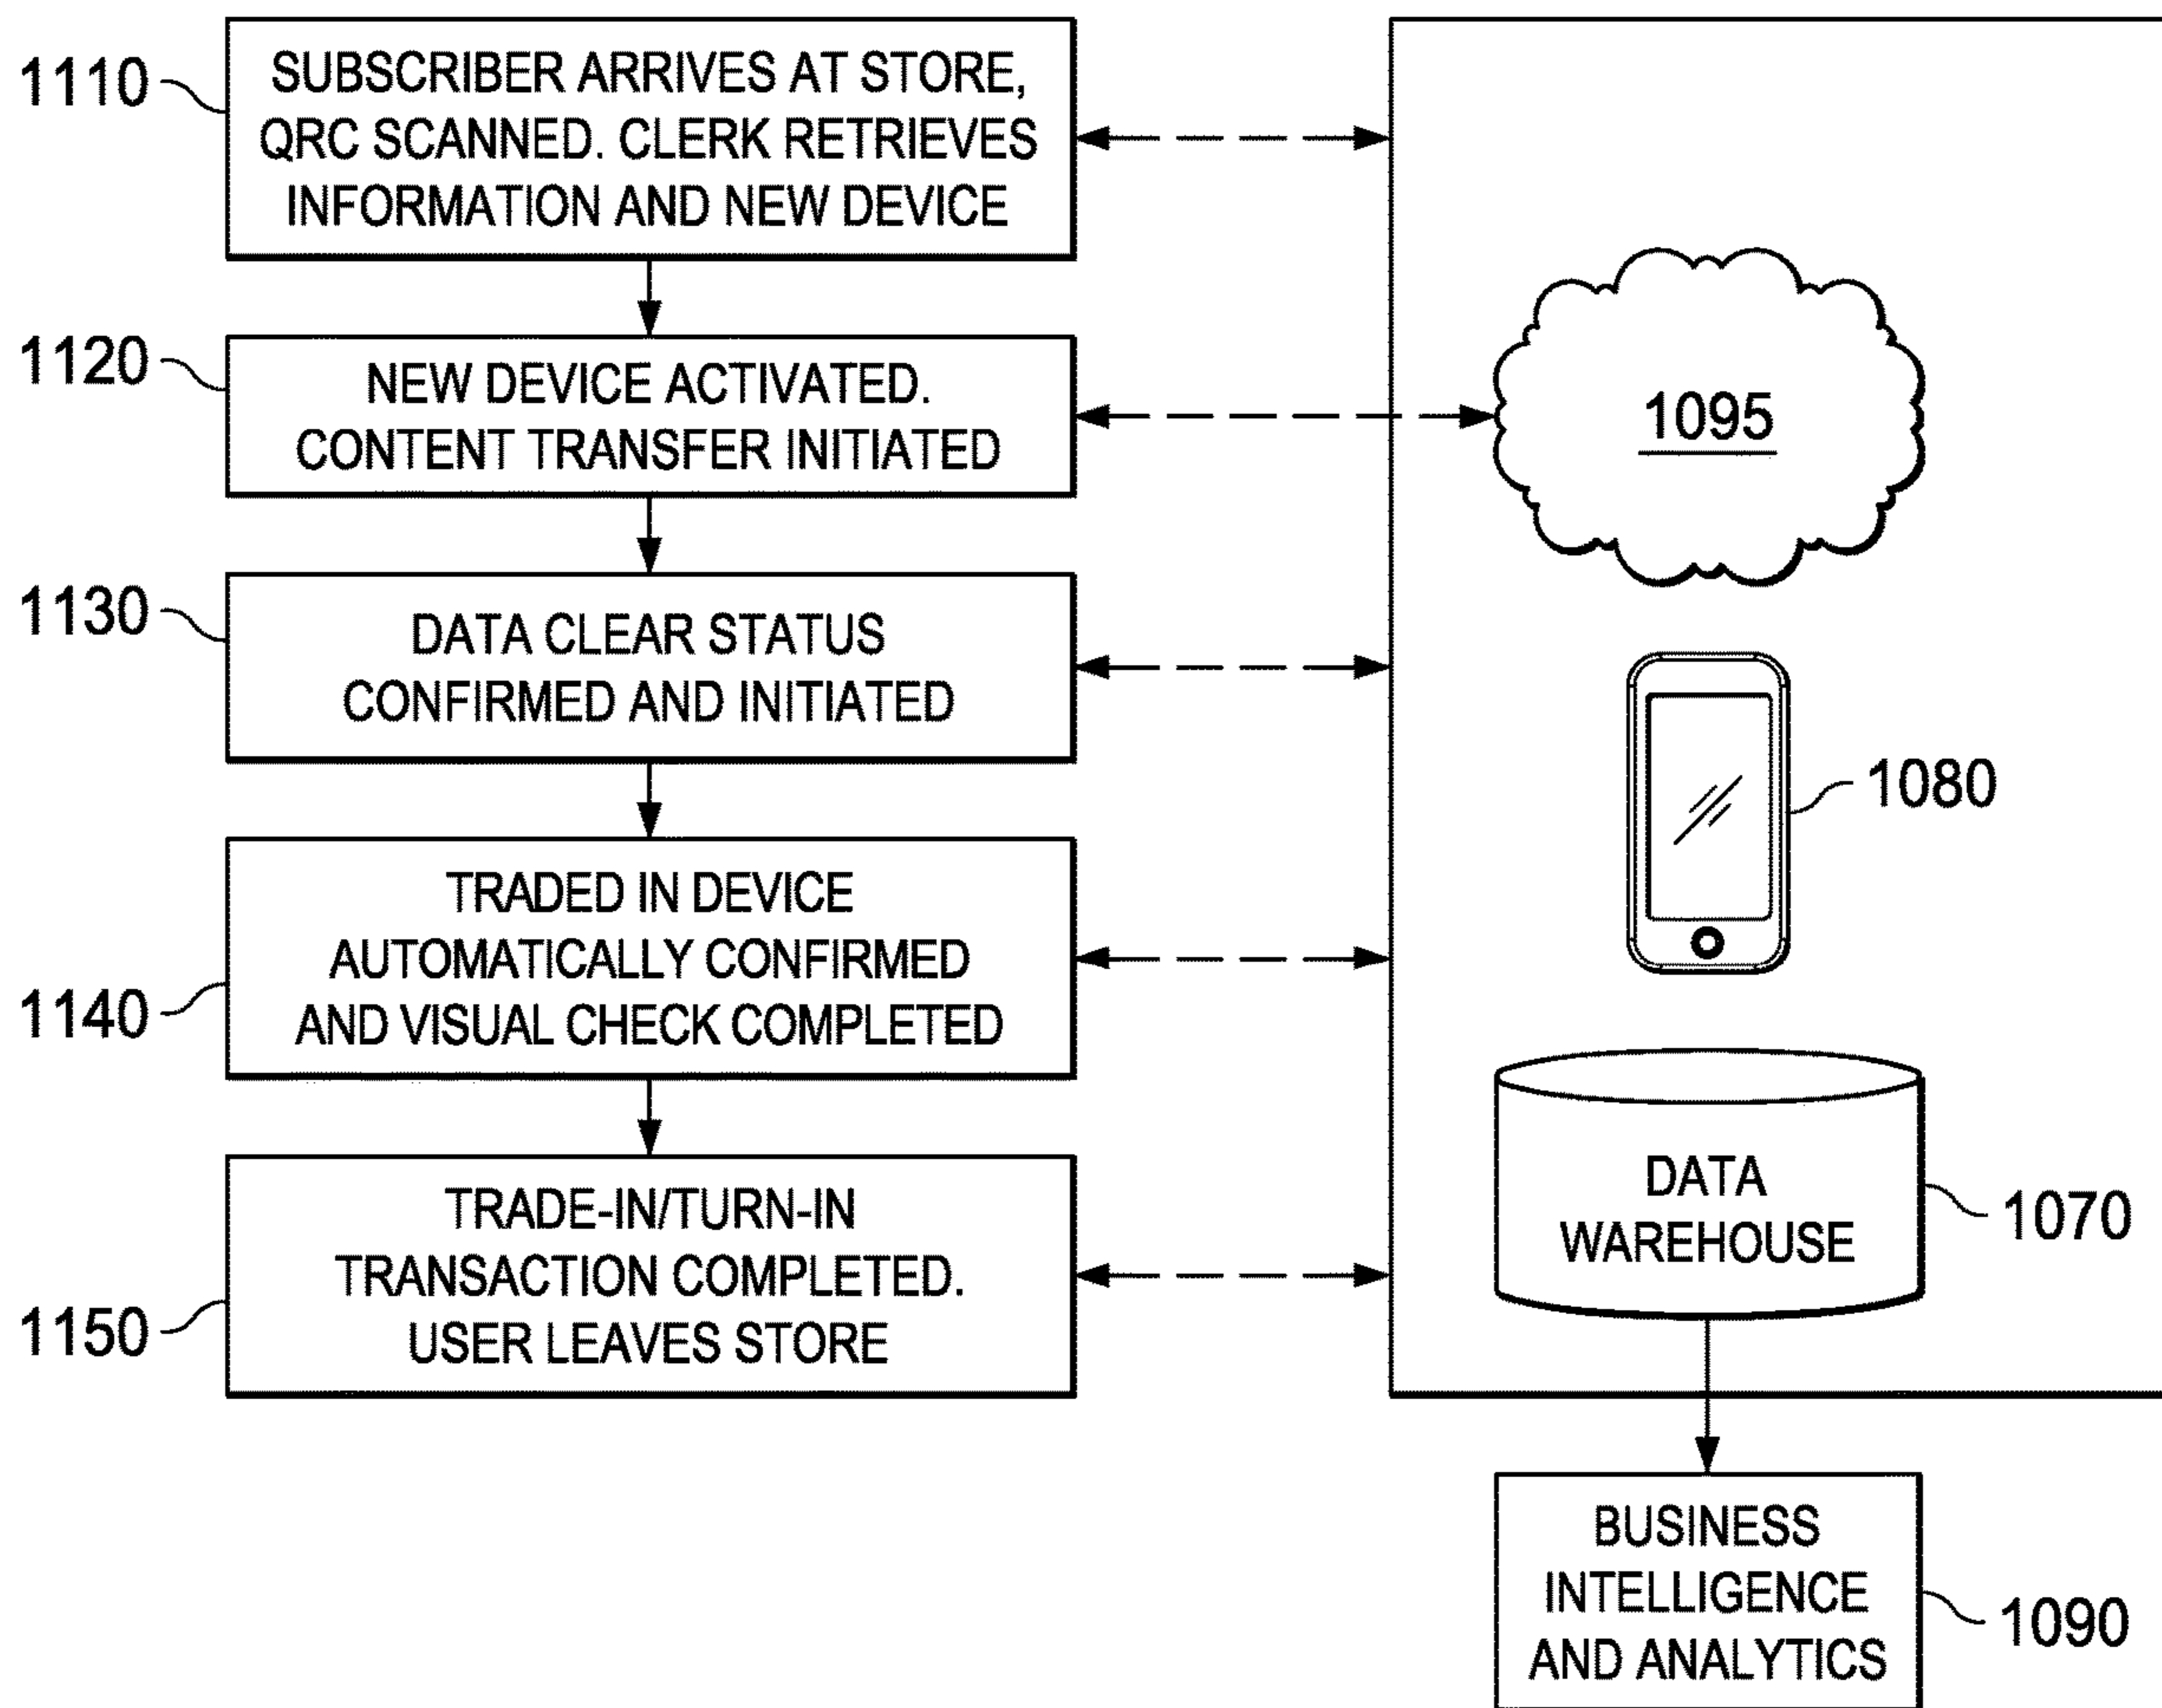 1110
SUBSCRIBER ARRIVES AT STORE,
QRC SCANNED. CLERK RETRIEVES
INFORMATION AND NEW DEVICE
1120
NEW DEVICE ACTIVATED.
CONTENT TRANSFER INITIATED
1095
1130
DATA CLEAR STATUS
CONFIRMED AND INITIATED
1080
1140
TRADED IN DEVICE
AUTOMATICALLY CONFIRMED
AND VISUAL CHECK COMPLETED
DATA
WAREHOUSE
1070
1150
TRADE-IN/TURN-IN
TRANSACTION COMPLETED.
USER LEAVES STORE
BUSINESS
INTELLIGENCE
AND ANALYTICS
1090